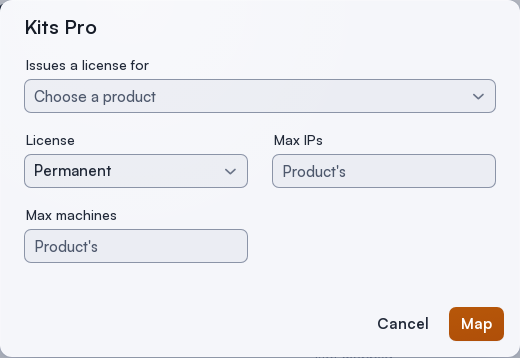 Kits Pro
Issues a license for
Choose a product
License
Max IPs
Permanent
Product's
Max machines
Product's
Cancel
Map